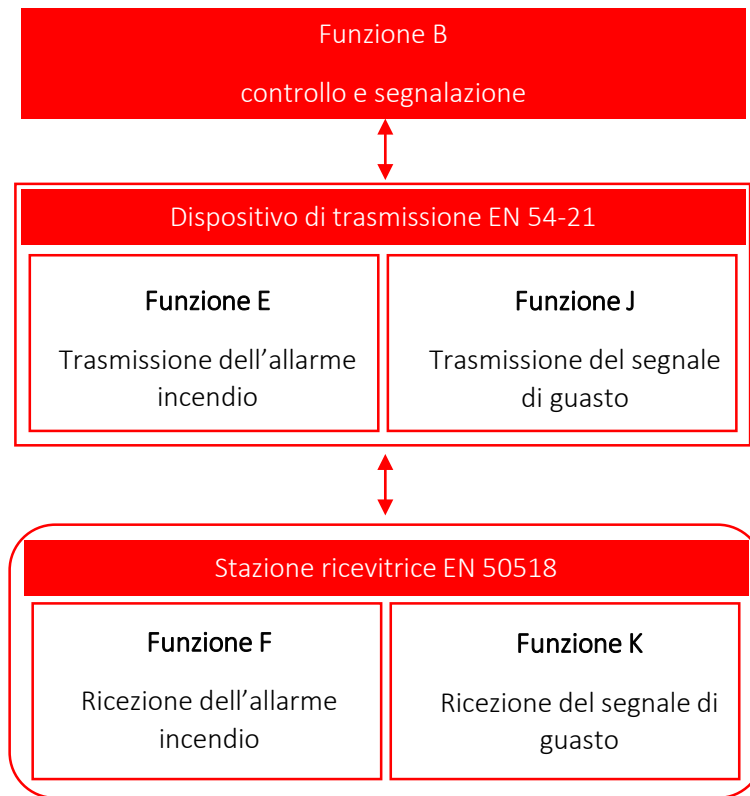 Funzione B
controllo e segnalazione
Dispositivo di trasmissione EN 54-21
Funzione E
Trasmissione dell’allarme
incendio
Funzione J
Trasmissione del segnale
di guasto
Stazione ricevitrice EN 50518
Funzione F
Ricezione dell’allarme
incendio
Funzione K
Ricezione del segnale di
guasto